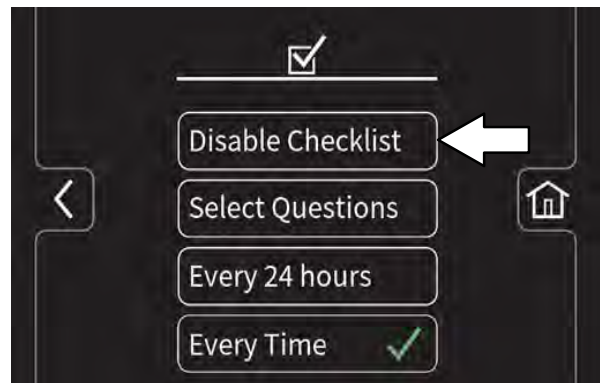 Disable Checklist
Select Questions
Every 24 hours
Every Time